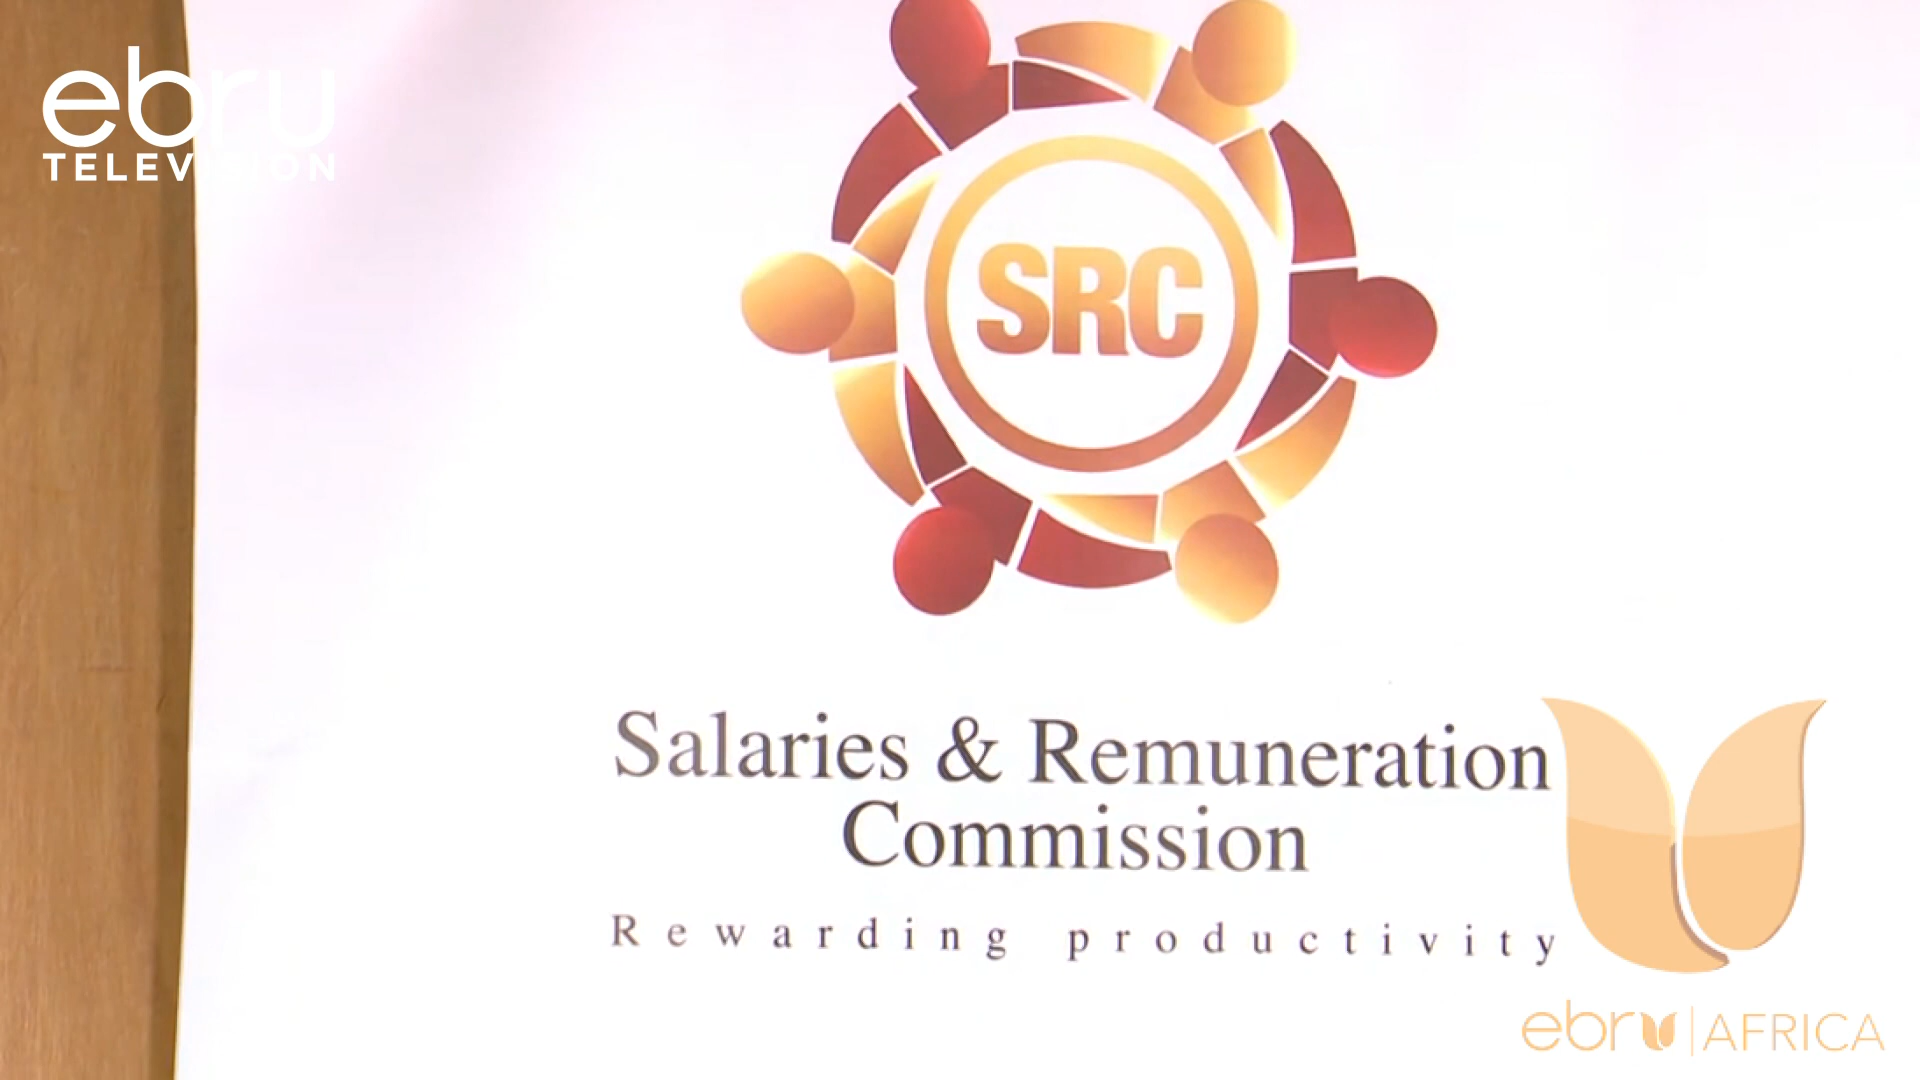 ebru
TELEVISION
SRC
Salaries & Remuneration
Commission
Rewarding productivity
ebru | AFRICA